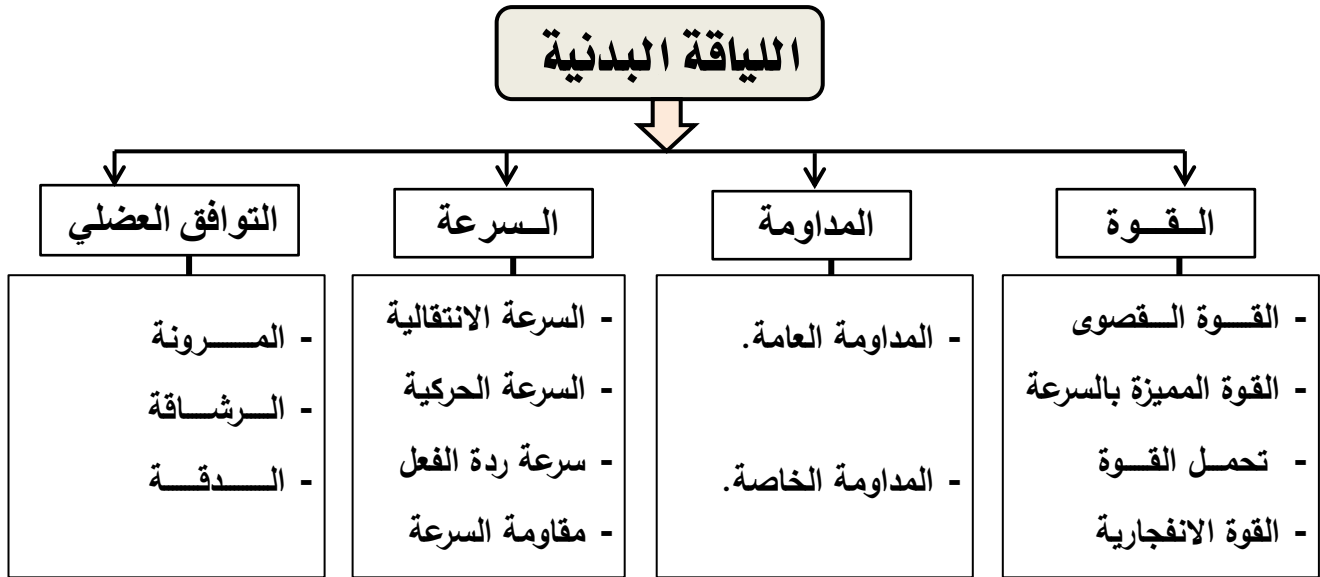 اللياقة البدنية
القوة
المداومة
السرعة
التوافق العضلي
- القوة القصوى
- القوة المميزة بالسرعة
- تحمل القوة
- القوة الانفجارية
- المداومة العامة.
- المداومة الخاصة.
- السرعة الانتقالية
- السرعة الحركية
- سرعة ردة الفعل
- مقاومة السرعة
- المرونة
- الرشاقة
- الدقة